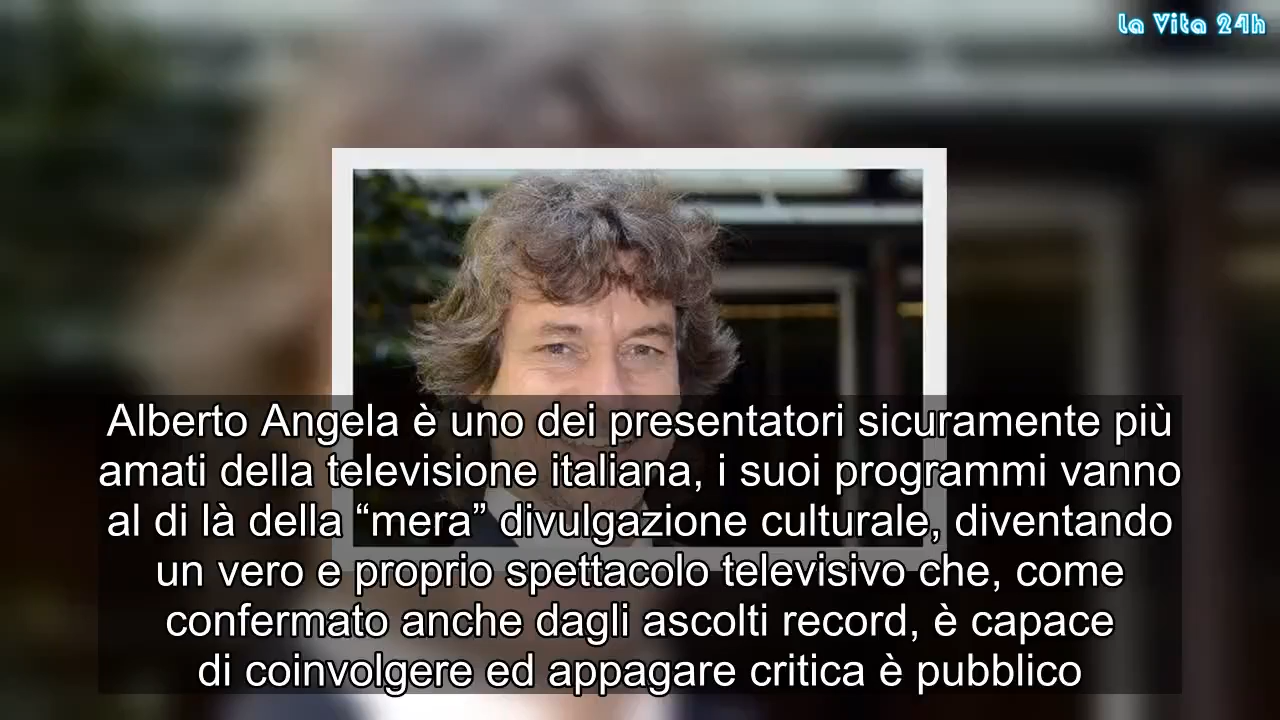 La Vita 24h
Alberto Angela è uno dei presentatori sicuramente più
amati della televisione italiana, i suoi programmi vanno
al di là della “mera” divulgazione culturale, diventando
un vero e proprio spettacolo televisivo che, come
confermato anche dagli ascolti record, è capace
di coinvolgere ed appagare critica è pubblico